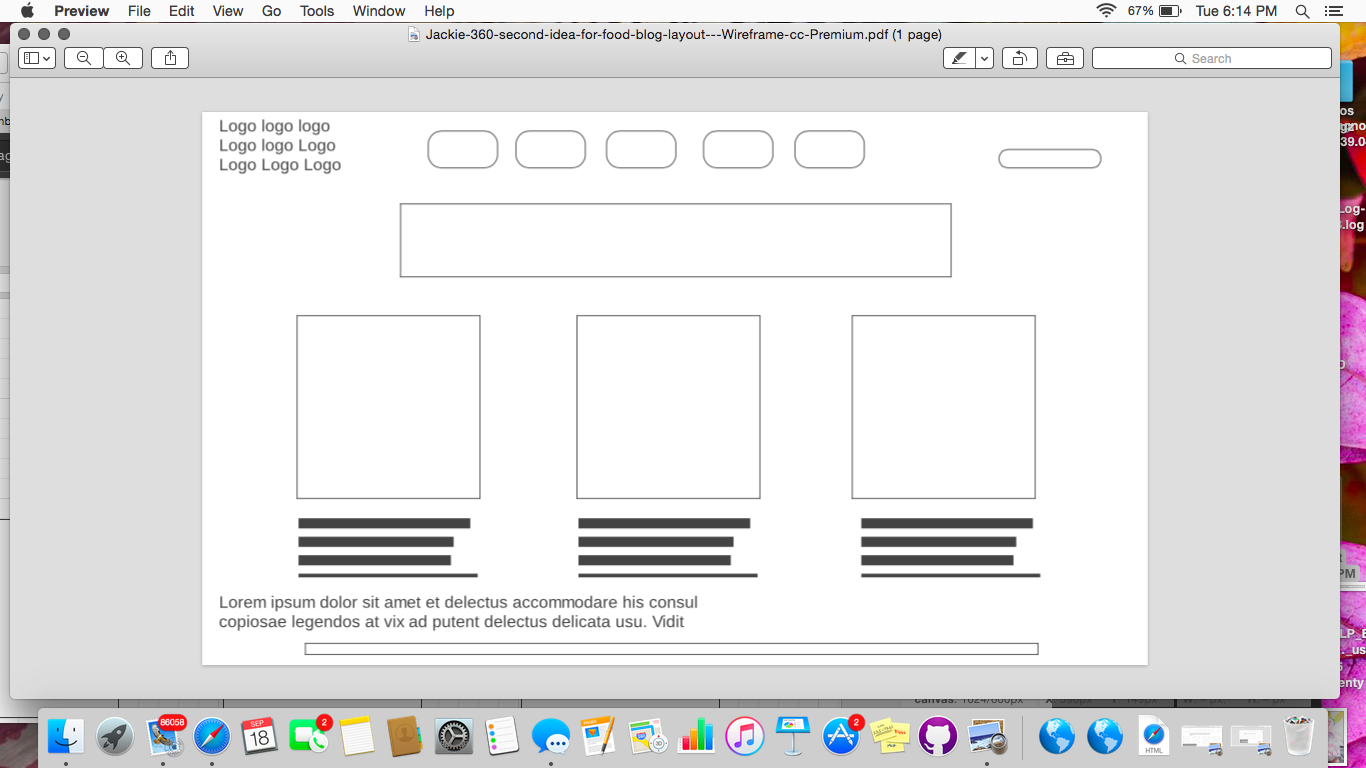 Preview File Edit View Go Tools Window Help 67% Tue 6:14 PM
Jackie-360-second-idea-for-food-blog-layout---Wireframe-cc-Premium.pdf (1 page)
Search
Logo logo logo
Logo logo Logo
Logo Logo Logo
Lorem ipsum dolor sit amet et delectus accommodare his consul
copiosae legendos at vix ad putent delectus delicata usu. Vidit
86058
SEP
18
2
2
HTML